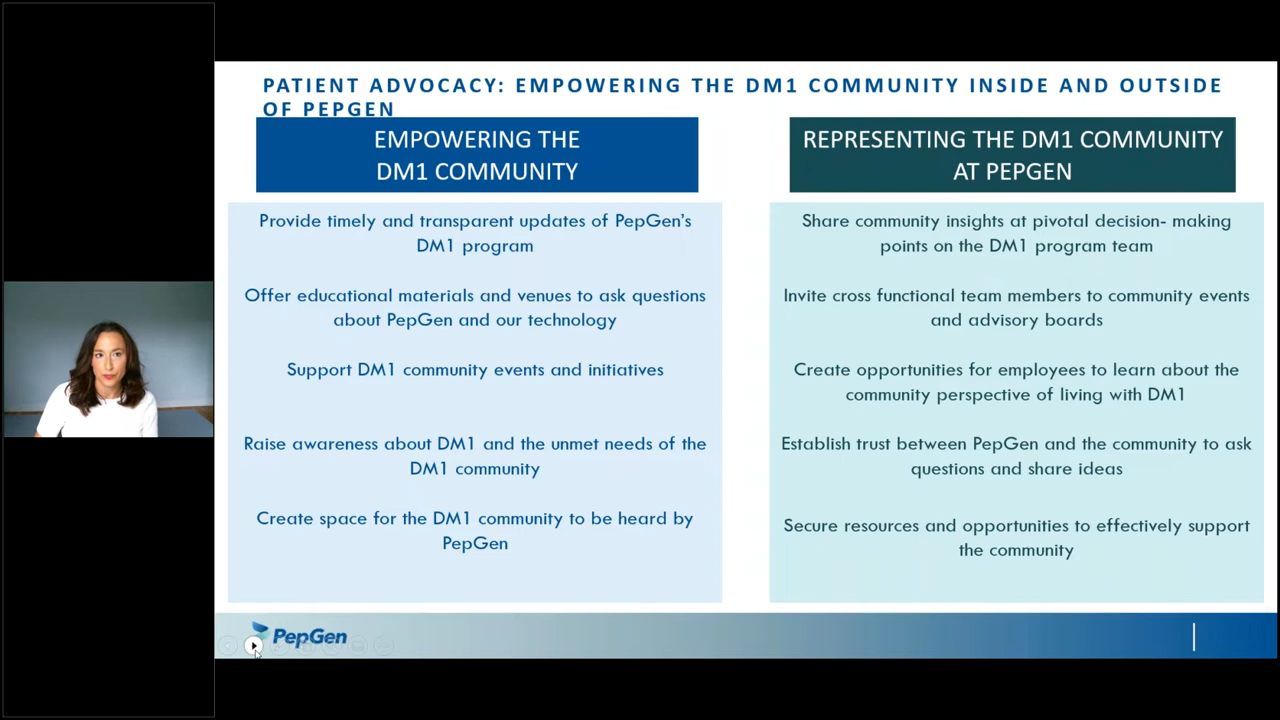 PATIENT ADVOCACY: EMPOWERING THE DM1 COMMUNITY INSIDE AND OUTSIDE
OF PEPGEN
EMPOWERING THE
DM1 COMMUNITY
Provide timely and transparent updates of PepGen's
DM1 program
Offer educational materials and venues to ask questions
about PepGen and our technology
Support DM1 community events and initiatives
Raise awareness about DM1 and the unmet needs of the
DM1 community
Create space for the DM1 community to be heard by
PepGen
REPRESENTING THE DM1 COMMUNITY
AT PEPGEN
Share community insights at pivotal decision- making
points on the DM1 program team
Invite cross functional team members to community events
and advisory boards
Create opportunities for employees to learn about the
community perspective of living with DM1
Establish trust between PepGen and the community to ask
questions and share ideas
Secure resources and opportunities to effectively support
the community
PepGen